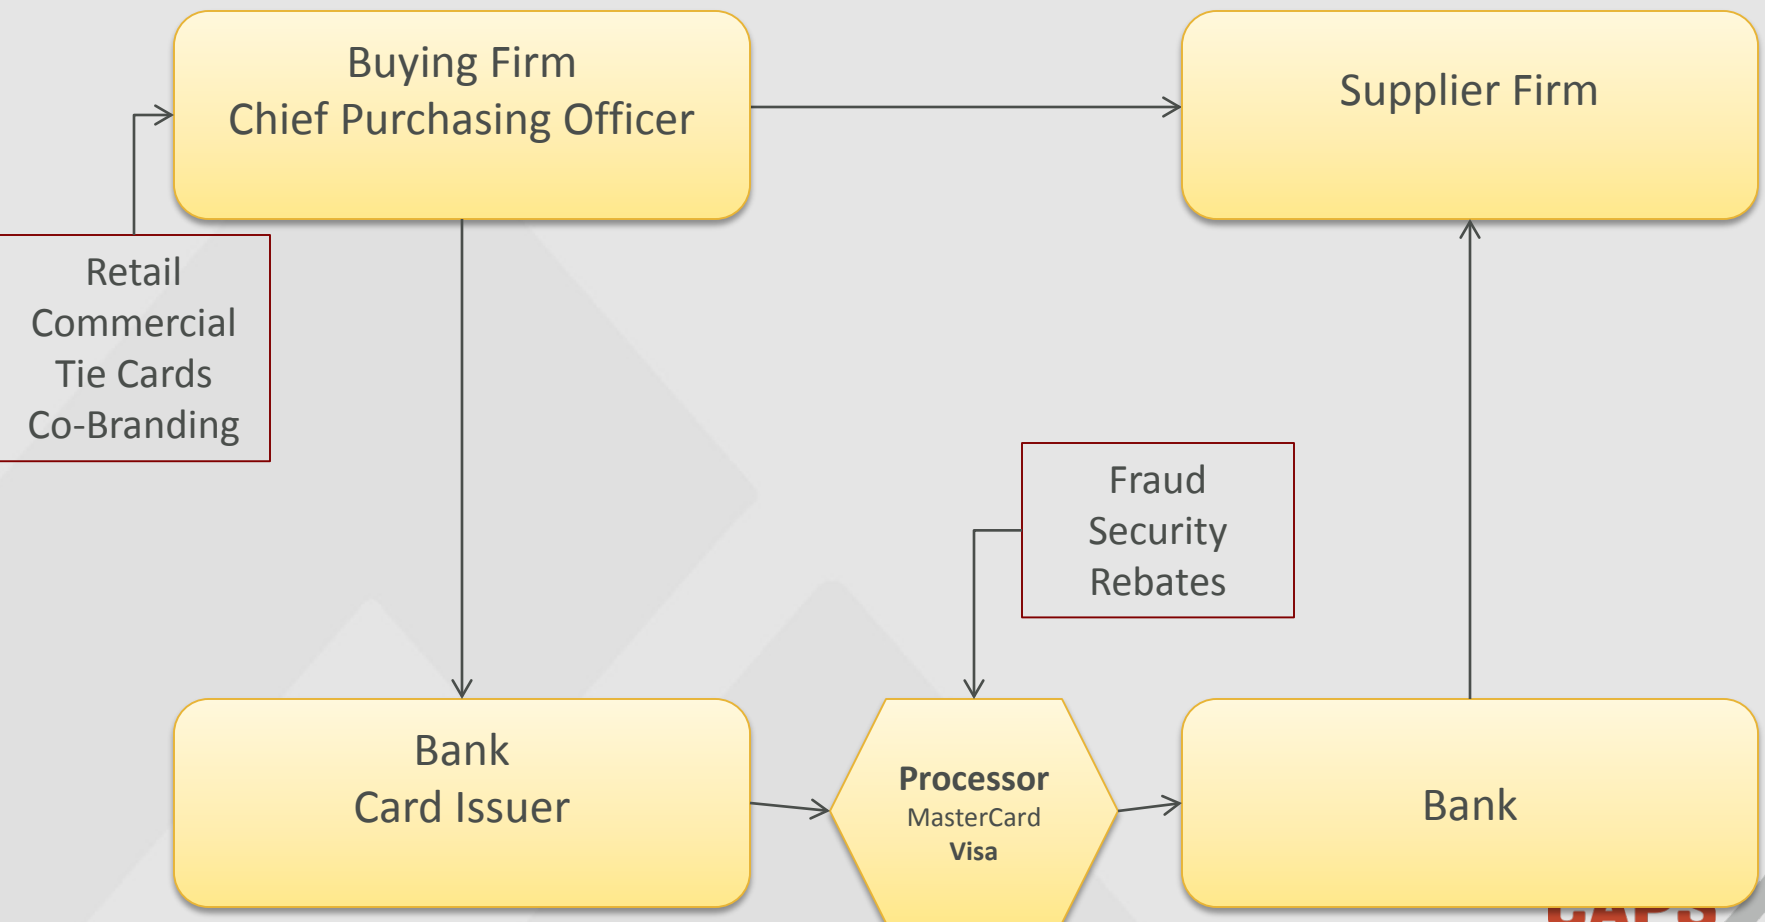 Buying Firm
Chief Purchasing Officer
Supplier Firm
Retail
Commercial
Tie Cards
Co-Branding
Fraud
Security
Rebates
Bank
Card Issuer
Processor
MasterCard
Visa
Bank
CAPS